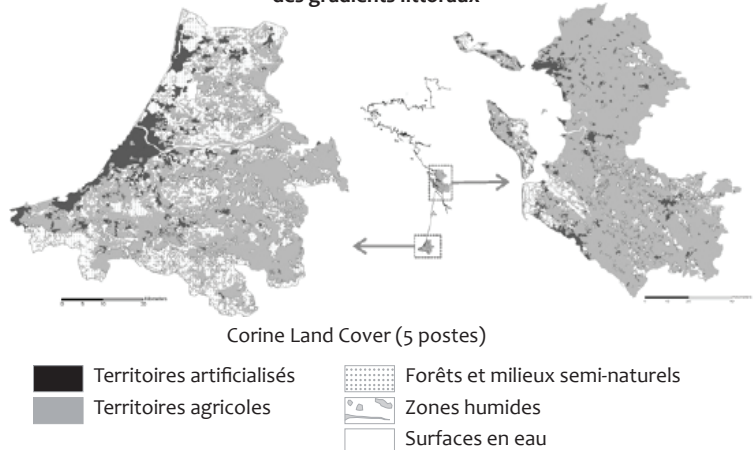 des gradients littoraux
Corine Land Cover (5 postes)
Territoires artificialisés
Territoires agricoles
Forêts et milieux semi-naturels
Zones humides
Surfaces en eau